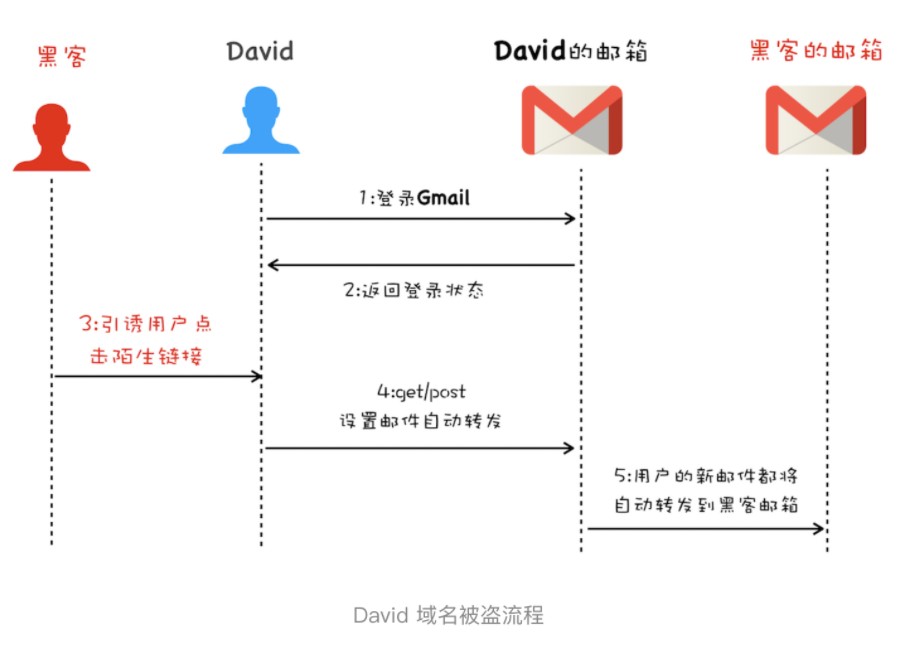 黑客
David
David的邮箱
黑客的邮箱
1:登录Gmail
2:返回登录状态
3:引诱用户点
击陌生链接
4:get/post
设置邮件自动转发
5:用户的新邮件都将
自动转发到黑客邮箱
David 域名被盗流程